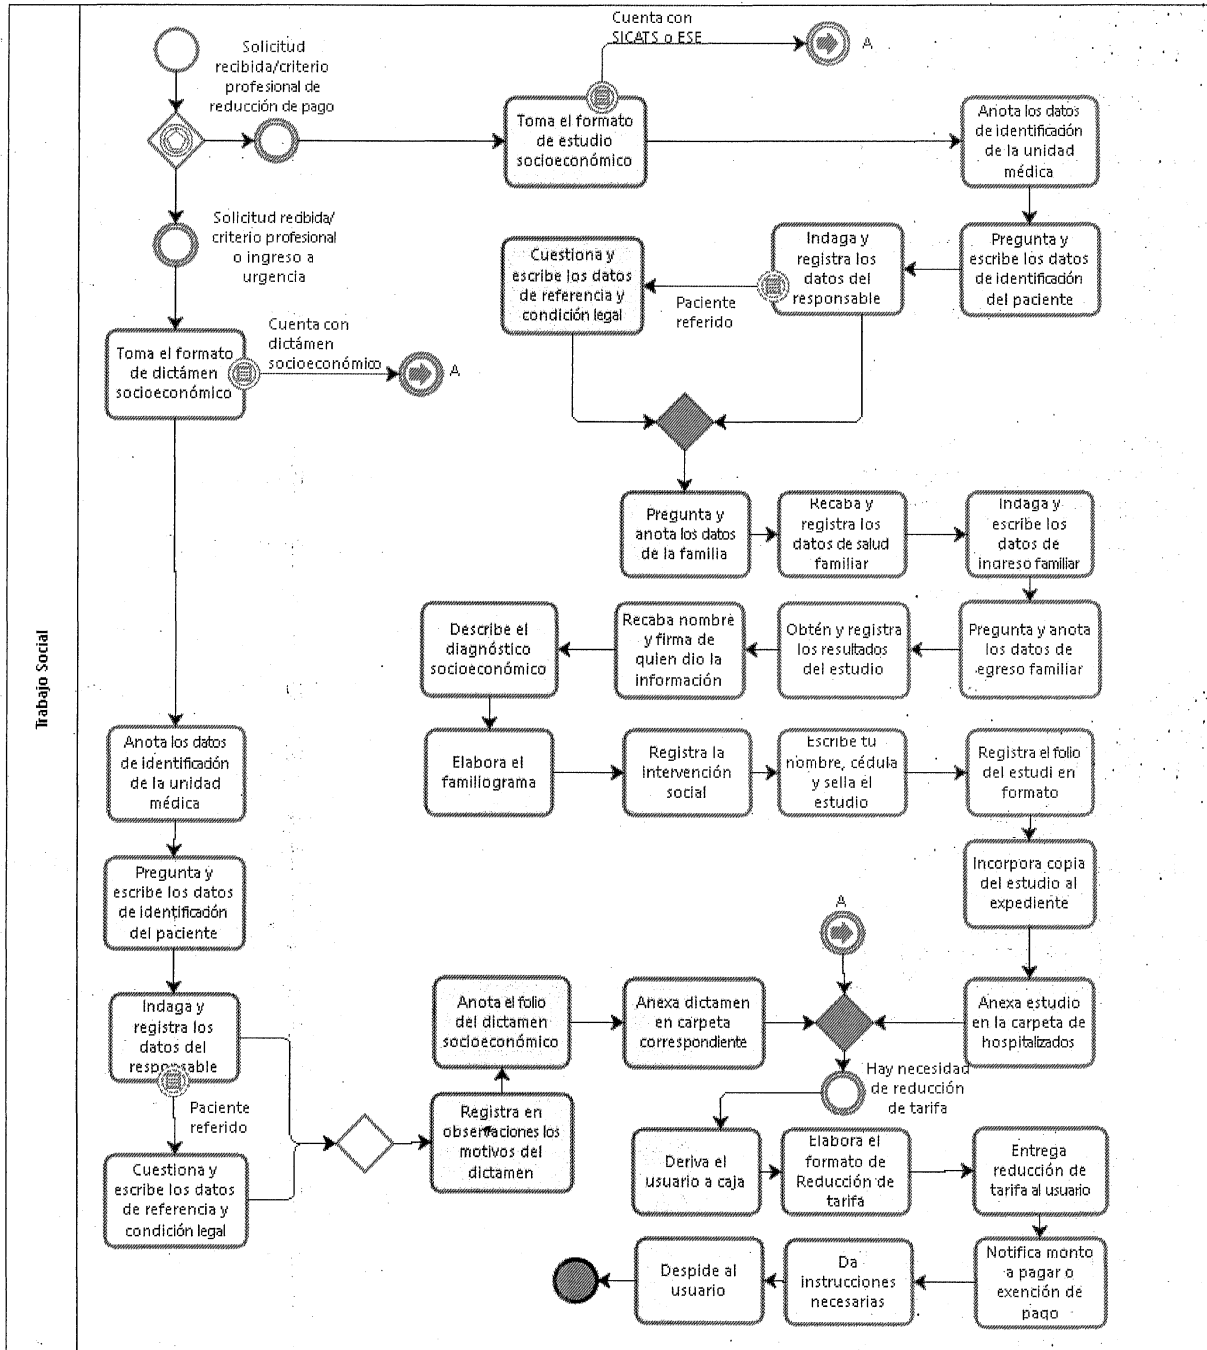 Trabajo Social
Solicitud
recibida/criterio
profesional de
reducción de pago
Cuenta con
SICATS o ESE
A
Toma el formato
de estudio
socioeconómico
Anota los datos
de identificación
de la unidad
médica
Solicitud recibida/
criterio profesional
o ingreso a
urgencia
Cuestiona y
escribe los datos
de referencia y
condición legal
Paciente
referido
Indaga y
registra los
datos del
responsable
Pregunta y
escribe los datos
de identificación
del paciente
Toma el formato
de dictámen
socioeconómico
Cuenta con
dictámen
socioeconómico
A
Pregunta y
anota los datos
de la familia
Recaba y
registra los
datos de salud
familiar
Indaga y
escribe los
datos de
ingreso familiar
Describe el
diagnóstico
socioeconómico
Recaba nombre
y firma de
quien dio la
información
Obtén y registra
los resultados
del estudio
Pregunta y anota
los datos de
egreso familiar
Elabora el
familiograma
Registra la
intervención
social
Escribe tu
nombre, cédula
y sella el
estudio
Registra el folio
del estudi en
formato
Anota los datos
de identificación
de la unidad
médica
Incorpora copia
del estudio al
expediente
Pregunta y
escribe los datos
de identificación
del paciente
A
Indaga y
registra los
datos del
responsable
Paciente
referido
Cuestiona y
escribe los datos
de referencia y
condición legal
Anota el folio
del dictamen
socioeconómico
Anexa dictamen
en carpeta
correspondiente
Anexa estudio
en la carpeta de
hospitalizados
Registra en
observaciones los
motivos del
dictamen
Hay necesidad
de reducción
de tarifa
Deriva el
usuario a caja
Elabora el
formato de
Reducción de
tarifa
Entrega
reducción de
tarifa al usuario
Despide al
usuario
Da
instrucciones
necesarias
Notifica monto
a pagar o
exención de
pago